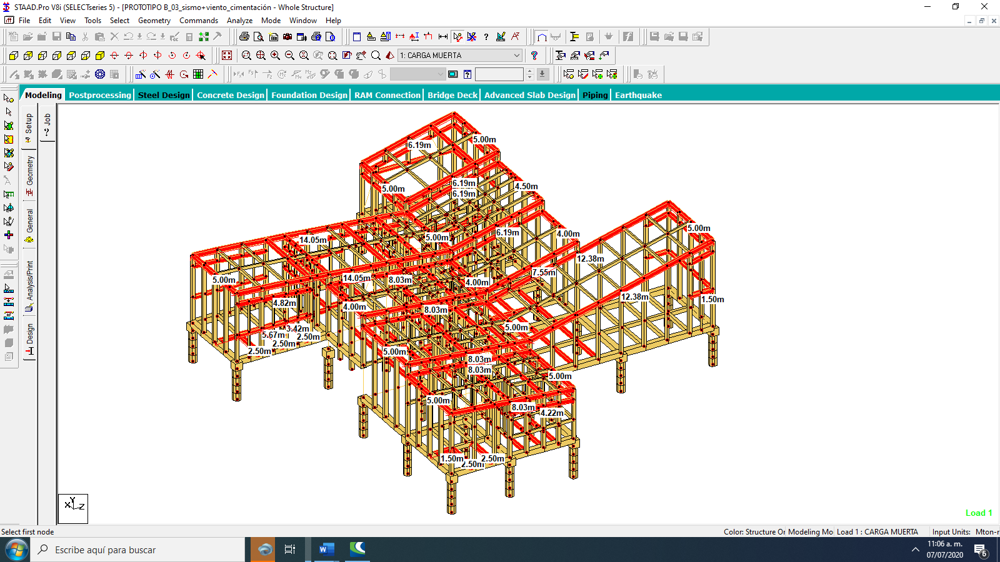 STAAD.Pro V8i (SELECTseries 5) - [PROTOTIPO B_03_sismo+viento_cimentación - Whole Structure]
File Edit View Tools Select Geometry Commands Analyze Mode Window Help
1: CARGA MUERTA
Modeling Postprocessing Steel Design Concrete Design Foundation Design RAM Connection Bridge Deck Advanced Slab Design Piping Earthquake
Setup
Geometry
General
Analysis/Print
Design
Job
5.00m
6.19m
5.00m
6.19m
6.19m
4.50m
6.19m
4.00m
5.00m
14.05m
5.00m
12.38m
7.55m
14.05m
8.03m
4.00m
5.00m
12.38m
1.50m
4.82m
4.00m
8.03m
5.00m
3.42m
5.67m
2.50m
2.50m
2.50m
5.00m
8.03m
8.03m
5.00m
5.00m
8.03m
4.22m
1.50m
2.50m
2.50m
X Y Z
Load 1
Select first node
Color: Structure Or Modeling Mo Load 1 : CARGA MUERTA Input Units: Mton-r
Escribe aquí para buscar
11:06 a. m.
07/07/2020
6